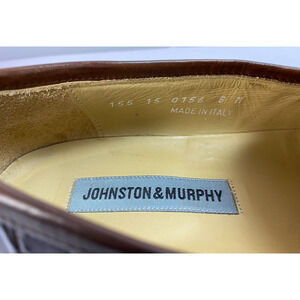 155 15 0156 8 M
MADE IN ITALY
JOHNSTON & MURPHY